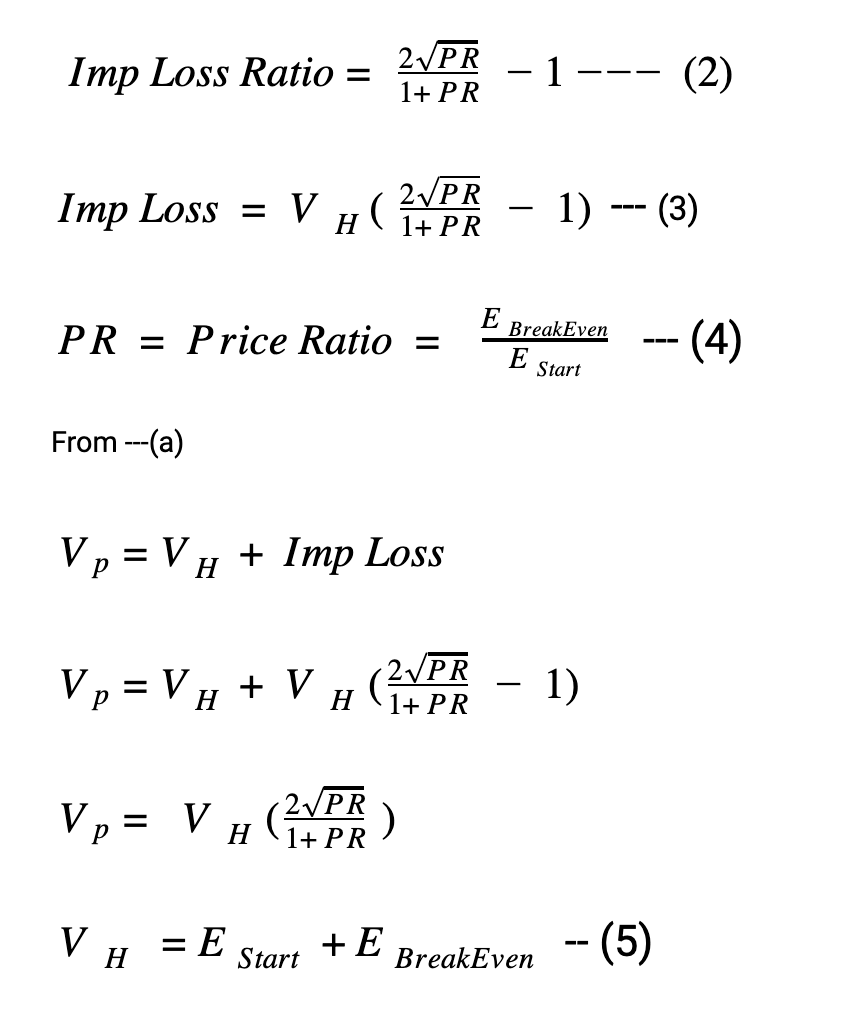 Imp Loss Ratio = 2√PR / 1+ PR − 1 −−− (2)
Imp Loss = V H ( 2√PR / 1+ PR − 1) --- (3)
PR = Price Ratio = E BreakEven / E Start --- (4)
From ---(a)
V p = V H + Imp Loss
V p = V H + V H ( 2√PR / 1+ PR − 1)
V p = V H ( 2√PR / 1+ PR )
V H = E Start + E BreakEven -- (5)